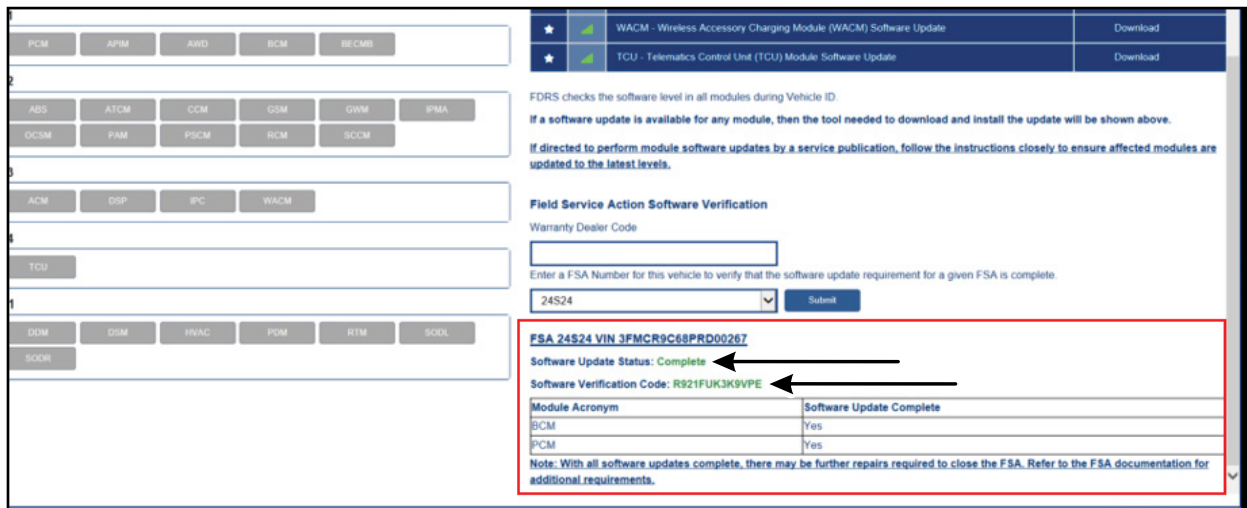 1
PCM APIM AWD BCM BECMB
2
ABS ATCM CCM GSM GWM IPMA
OCSM PAM PSCM RCM SCCM
3
ACM DSP IPC WACM
4
TCU
1
DDM DSM HVAC PDM RTM SODL
SODR
WACM - Wireless Accessory Charging Module (WACM) Software Update Download
TCU - Telematics Control Unit (TCU) Module Software Update Download
FDRS checks the software level in all modules during Vehicle ID.
If a software update is available for any module, then the tool needed to download and install the update will be shown above.
If directed to perform module software updates by a service publication, follow the instructions closely to ensure affected modules are
updated to the latest levels.
Field Service Action Software Verification
Warranty Dealer Code
Enter a FSA Number for this vehicle to verify that the software update requirement for a given FSA is complete.
24S24 Submit
FSA 24S24 VIN 3FMCR9C68PRD00267
Software Update Status: Complete
Software Verification Code: R921FUK3K9VPE
Module Acronym Software Update Complete
BCM Yes
PCM Yes
Note: With all software updates complete, there may be further repairs required to close the FSA. Refer to the FSA documentation for
additional requirements.